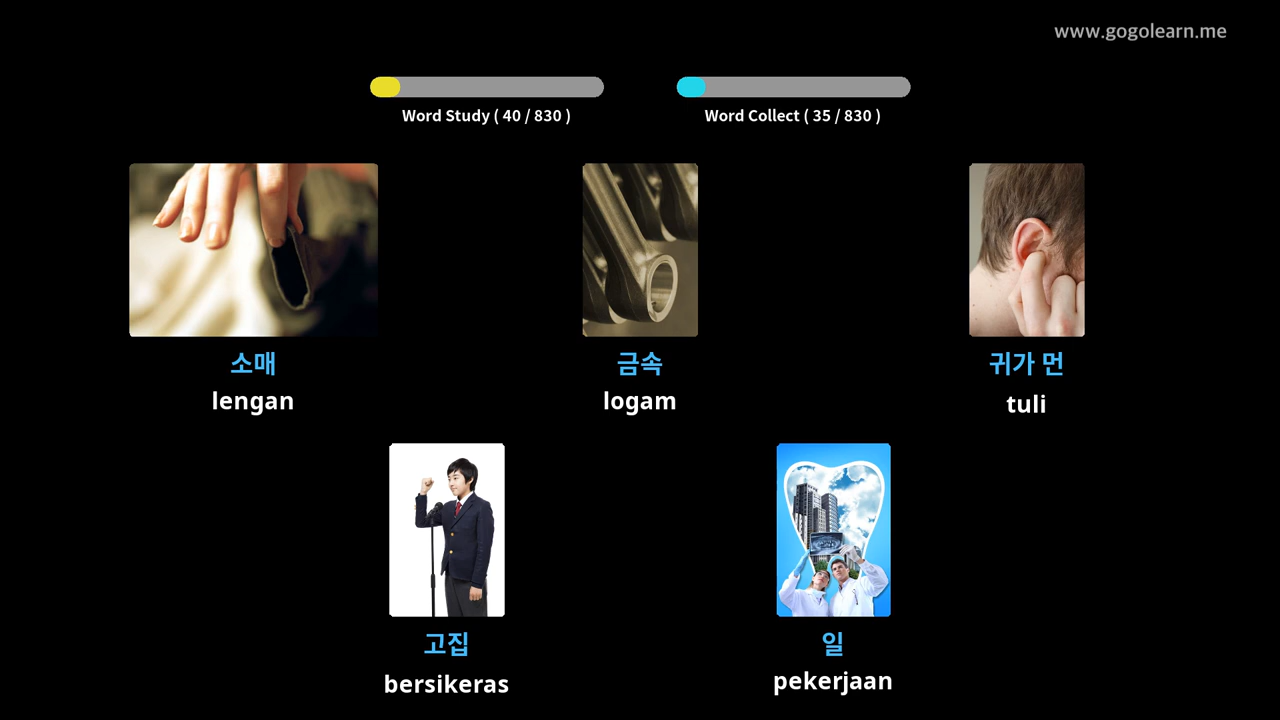 www.gogolearn.me
Word Study ( 40 / 830 )
Word Collect ( 35 / 830 )
소매
금속
귀가 먼
lengan
logam
tuli
고집
일
bersikeras
pekerjaan